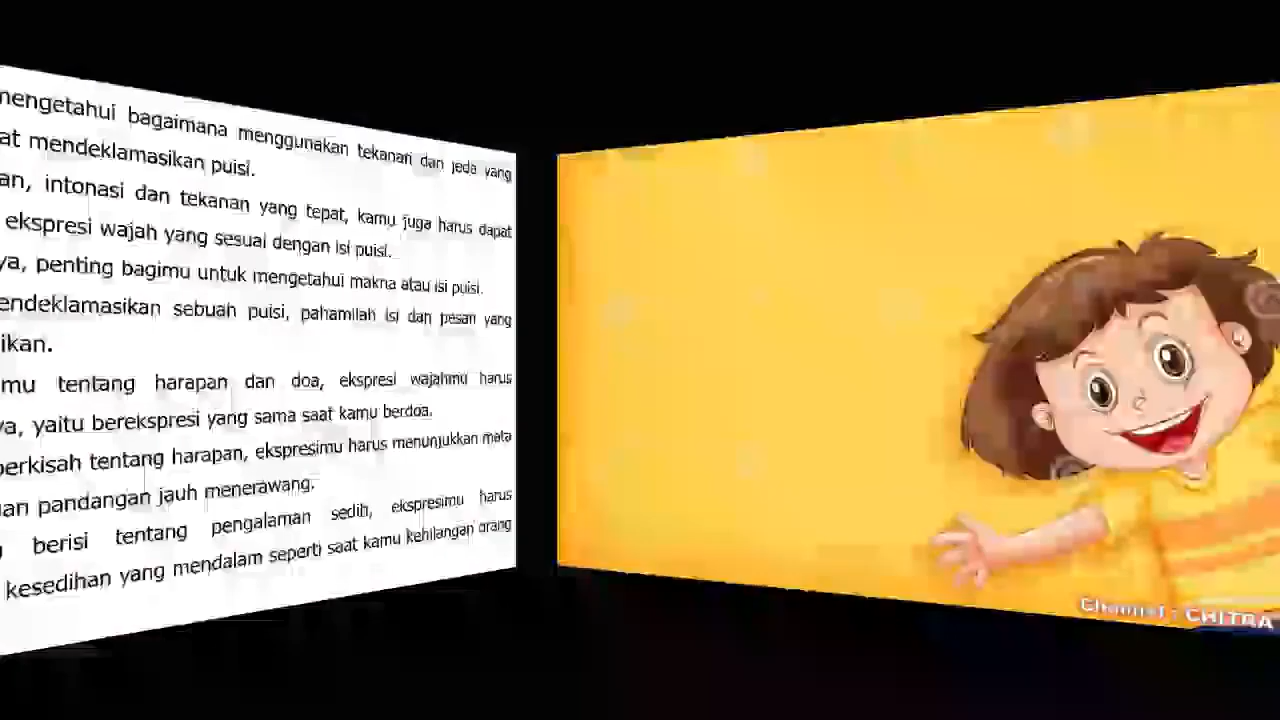 mengetahui bagaimana menggunakan tekanan dan jeda yang
at mendeklamasikan puisi.
an, intonasi dan tekanan yang tepat, kamu juga harus dapat
ekspresi wajah yang sesuai dengan isi puisi.
ya, penting bagimu untuk mengetahui makna atau isi puisi.
endeklamasikan sebuah puisi, pahamilah isi dan pesan yang
ikan.
mu tentang harapan dan doa, ekspresi wajahmu harus
ya, yaitu berekspresi yang sama saat kamu berdoa.
berkisah tentang harapan, ekspresimu harus menunjukkan mata
an pandangan jauh menerawang.
berisi tentang pengalaman sedih, ekspresimu harus
kesedihan yang mendalam seperti saat kamu kehilangan orang
Channel : CHITRA